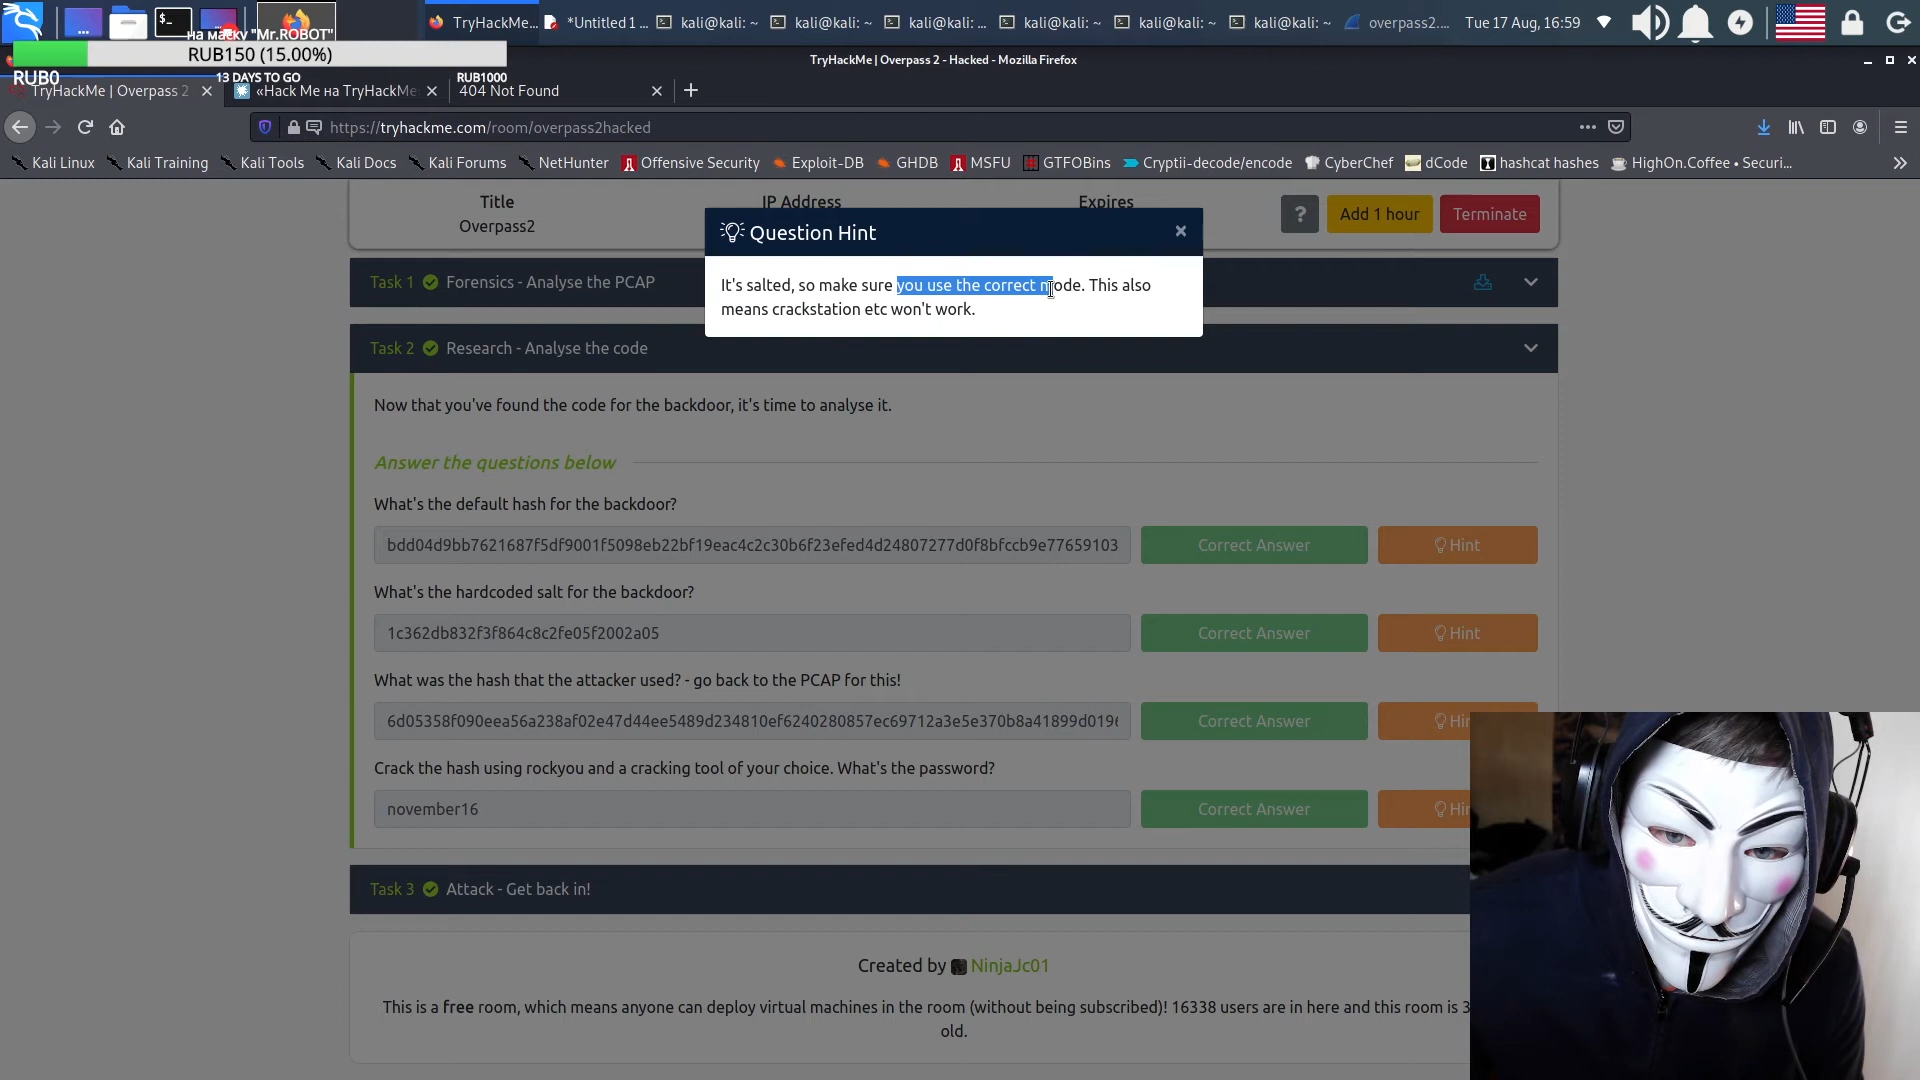 TryHackMe...
*Untitled 1 ...
kali@kali: ~
kali@kali: ~
kali@kali: ...
kali@kali: ~
kali@kali: ~
kali@kali: ~
overpass2....
Tue 17 Aug, 16:59
на маску "Mr.ROBOT"
RUB150 (15.00%)
TryHackMe | Overpass 2 - Hacked - Mozilla Firefox
RUB0
13 DAYS TO GO
RUB1000
TryHackMe | Overpass 2
«Hack Me на TryHackMe
404 Not Found
https://tryhackme.com/room/overpass2hacked
Kali Linux
Kali Training
Kali Tools
Kali Docs
Kali Forums
NetHunter
Offensive Security
Exploit-DB
GHDB
MSFU
GTFOBins
Cryptii-decode/encode
CyberChef
dCode
hashcat hashes
HighOn.Coffee • Securi...
Title
IP Address
Expires
Overpass2
?
Add 1 hour
Terminate
Question Hint
It's salted, so make sure you use the correct mode. This also
means crackstation etc won't work.
Task 1
Forensics - Analyse the PCAP
Task 2
Research - Analyse the code
Now that you've found the code for the backdoor, it's time to analyse it.
Answer the questions below
What's the default hash for the backdoor?
bdd04d9bb7621687f5df9001f5098eb22bf19eac4c2c30b6f23efed4d24807277d0f8bfccb9e77659103
Correct Answer
Hint
What's the hardcoded salt for the backdoor?
1c362db832f3f864c8c2fe05f2002a05
Correct Answer
Hint
What was the hash that the attacker used? - go back to the PCAP for this!
6d05358f090eea56a238af02e47d44ee5489d234810ef6240280857ec69712a3e5e370b8a41899d0196
Correct Answer
Hin
Crack the hash using rockyou and a cracking tool of your choice. What's the password?
november16
Correct Answer
Hin
Task 3
Attack - Get back in!
Created by NinjaJc01
This is a free room, which means anyone can deploy virtual machines in the room (without being subscribed)! 16338 users are in here and this room is 3
old.